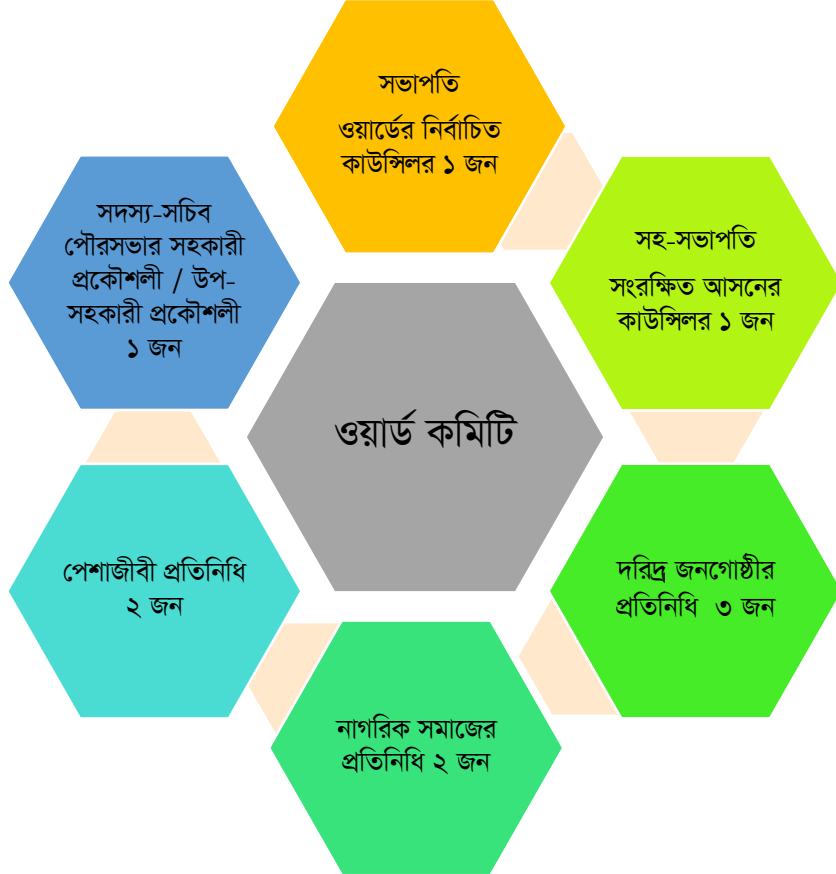 সভাপতি
ওয়ার্ডের নির্বাচিত
কাউন্সিলর ১ জন
সহ-সভাপতি
সংরক্ষিত আসনের
কাউন্সিলর ১ জন
দরিদ্র জনগোষ্ঠীর
প্রতিনিধি ৩ জন
নাগরিক সমাজের
প্রতিনিধি ২ জন
পেশাজীবী প্রতিনিধি
২ জন
সদস্য-সচিব
পৌরসভার সহকারী
প্রকৌশলী / উপ-
সহকারী প্রকৌশলী
১ জন
ওয়ার্ড কমিটি